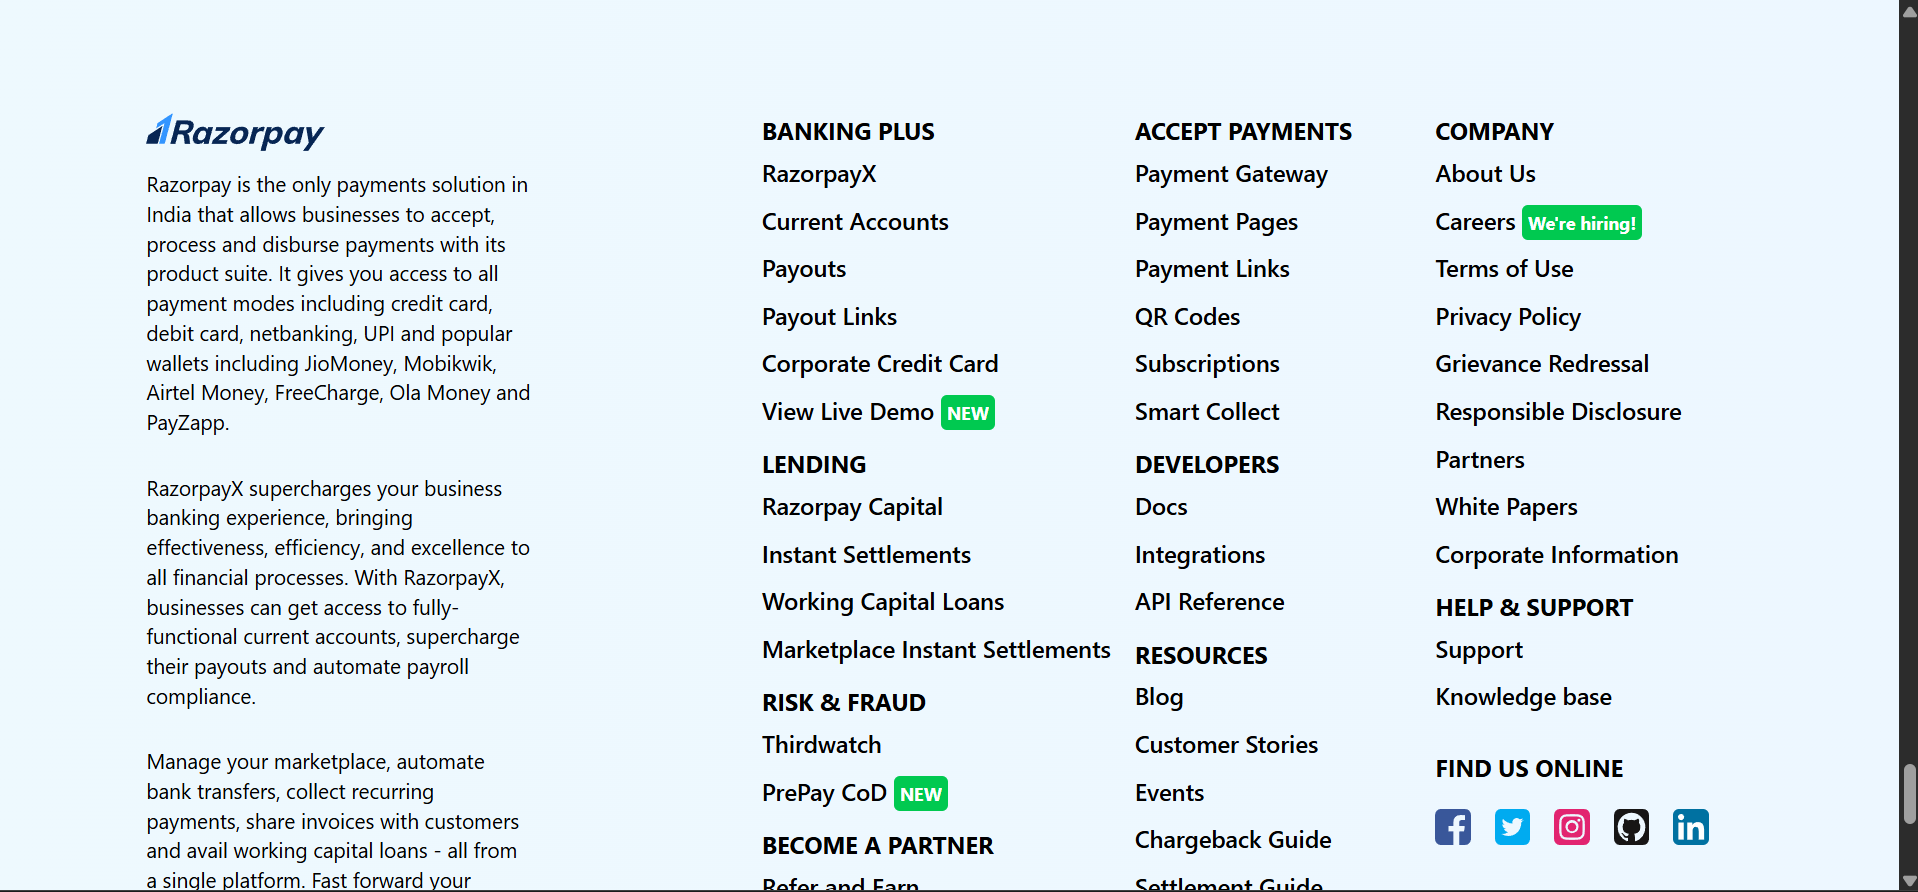 Razorpay
Razorpay is the only payments solution in
India that allows businesses to accept,
process and disburse payments with its
product suite. It gives you access to all
payment modes including credit card,
debit card, netbanking, UPI and popular
wallets including JioMoney, Mobikwik,
Airtel Money, FreeCharge, Ola Money and
PayZapp.
RazorpayX supercharges your business
banking experience, bringing
effectiveness, efficiency, and excellence to
all financial processes. With RazorpayX,
businesses can get access to fully-
functional current accounts, supercharge
their payouts and automate payroll
compliance.
Manage your marketplace, automate
bank transfers, collect recurring
payments, share invoices with customers
and avail working capital loans - all from
a single platform. Fast forward your
BANKING PLUS
RazorpayX
Current Accounts
Payouts
Payout Links
Corporate Credit Card
View Live Demo NEW
LENDING
Razorpay Capital
Instant Settlements
Working Capital Loans
Marketplace Instant Settlements
RISK & FRAUD
Thirdwatch
PrePay CoD NEW
BECOME A PARTNER
Refer and Earn
ACCEPT PAYMENTS
Payment Gateway
Payment Pages
Payment Links
QR Codes
Subscriptions
Smart Collect
DEVELOPERS
Docs
Integrations
API Reference
RESOURCES
Blog
Customer Stories
Events
Chargeback Guide
Settlement Guide
COMPANY
About Us
Careers We're hiring!
Terms of Use
Privacy Policy
Grievance Redressal
Responsible Disclosure
Partners
White Papers
Corporate Information
HELP & SUPPORT
Support
Knowledge base
FIND US ONLINE